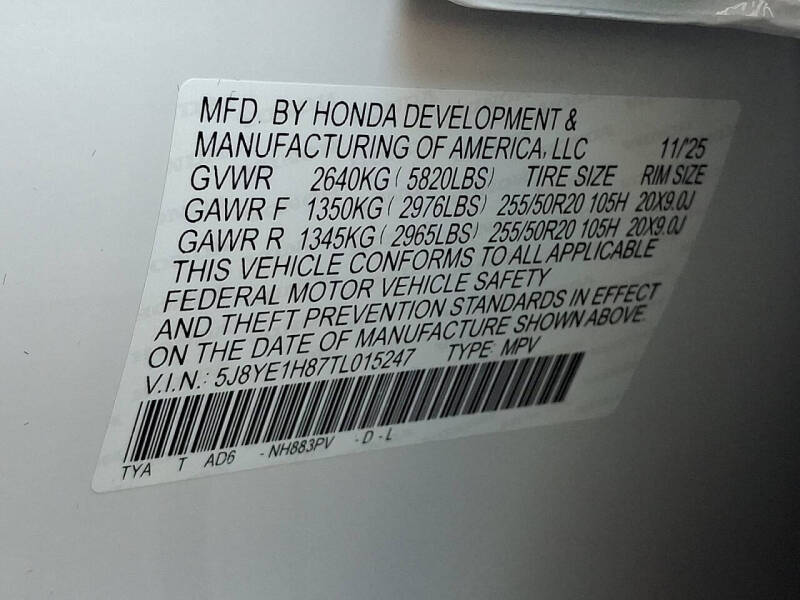 MFD. BY HONDA DEVELOPMENT &
MANUFACTURING OF AMERICA, LLC 11/'25
GVWR 2640KG ( 5820LBS) TIRE SIZE RIM SIZE
GAWR F 1350KG ( 2976LBS) 255/50R20 105H 20X9.0J
GAWR R 1345KG ( 2965LBS) 255/50R20 105H 20X9.0J
THIS VEHICLE CONFORMS TO ALL APPLICABLE
FEDERAL MOTOR VEHICLE SAFETY
AND THEFT PREVENTION STANDARDS IN EFFECT
ON THE DATE OF MANUFACTURE SHOWN ABOVE.
V.I.N.: 5J8YE1H87TL015247 TYPE: MPV
TYA T AD6 - NH883PV - D - L